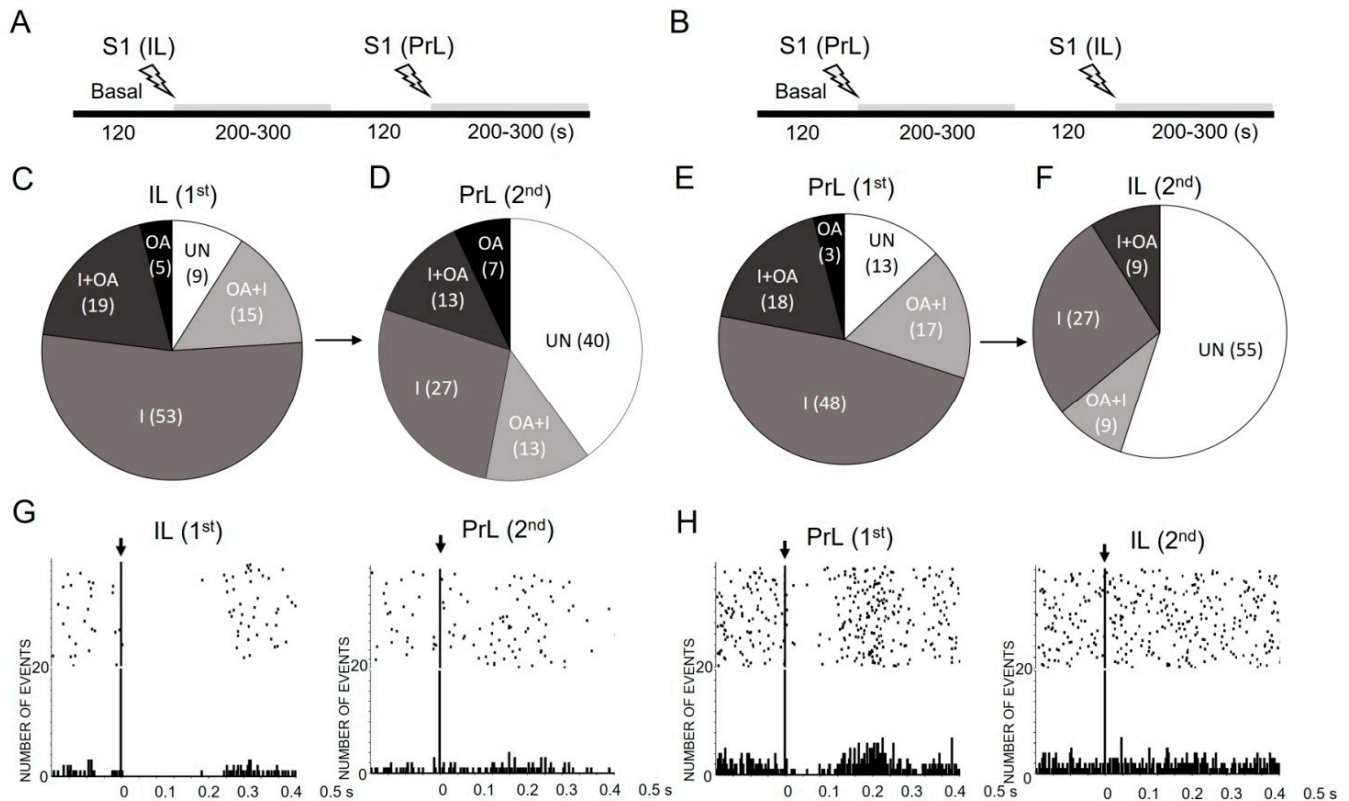 A
S1 (IL)
S1 (PrL)
Basal
120
200-300
120
200-300 (s)
B
S1 (PrL)
S1 (IL)
Basal
120
200-300
120
200-300 (s)
C
IL (1st)
OA
(5)
UN
(9)
OA+I
(15)
I+OA
(19)
I (53)
D
PrL (2nd)
OA
(7)
I+OA
(13)
UN (40)
I (27)
OA+I
(13)
E
PrL (1st)
OA
(3)
UN
(13)
I+OA
(18)
OA+I
(17)
I (48)
F
IL (2nd)
I+OA
(9)
I (27)
UN (55)
OA+I
(9)
G
IL (1st)
NUMBER OF EVENTS
20
0
0 0.1 0.2 0.3 0.4 0.5 s
PrL (2nd)
NUMBER OF EVENTS
20
0
0 0.1 0.2 0.3 0.4 0.5 s
H
PrL (1st)
NUMBER OF EVENTS
20
0
0 0.1 0.2 0.3 0.4 0.5 s
IL (2nd)
NUMBER OF EVENTS
20
0
0 0.1 0.2 0.3 0.4 0.5 s